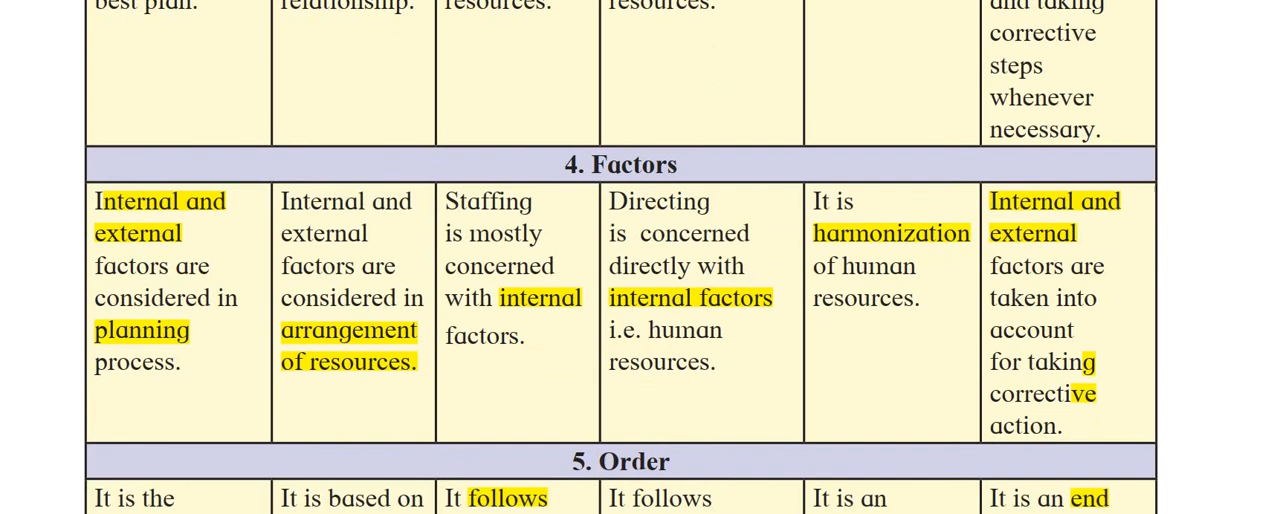 best plan.
relationship.
resources.
resources.
and taking
corrective
steps
whenever
necessary.
4. Factors
Internal and
external
factors are
considered in
planning
process.
Internal and
external
factors are
considered in
arrangement
of resources.
Staffing
is mostly
concerned
with internal
factors.
Directing
is concerned
directly with
internal factors
i.e. human
resources.
It is
harmonization
of human
resources.
Internal and
external
factors are
taken into
account
for taking
corrective
action.
5. Order
It is the
It is based on
It follows
It follows
It is an
It is an end